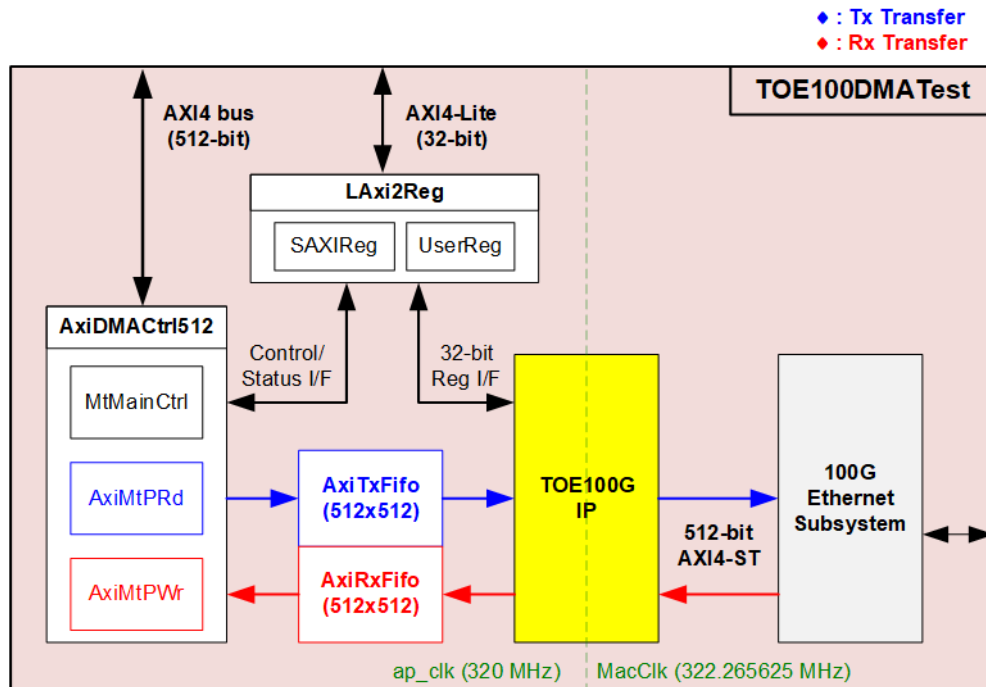 ♦ : Tx Transfer
♦ : Rx Transfer
TOE100DMATest
AXI4 bus
(512-bit)
AXI4-Lite
(32-bit)
LAxi2Reg
SAXIReg
UserReg
AxiDMACtrl512
Control/
Status I/F
32-bit
Reg I/F
MtMainCtrl
AxiMtPRd
AxiMtPWr
AxiTxFifo
(512x512)
AxiRxFifo
(512x512)
TOE100G
IP
512-bit
AXI4-ST
100G
Ethernet
Subsystem
ap_clk (320 MHz)
MacClk (322.265625 MHz)